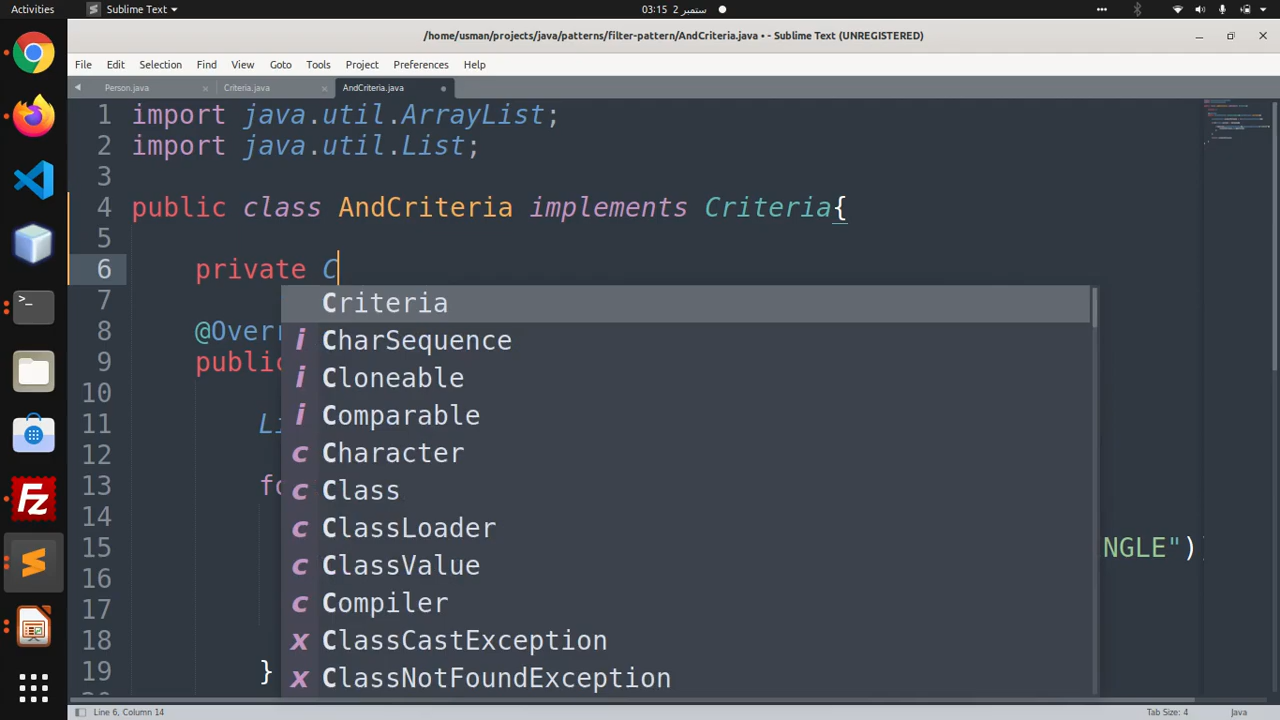 Activities
Sublime Text
03:15 2 ستمبر
/home/usman/projects/java/patterns/filter-pattern/AndCriteria.java • - Sublime Text (UNREGISTERED)
File Edit Selection Find View Goto Tools Project Preferences Help
Person.java Criteria.java AndCriteria.java
1 import java.util.ArrayList;
2 import java.util.List;
3
4 public class AndCriteria implements Criteria{
5
6 private C
7 Criteria
i CharSequence
8 @Overr
i Cloneable
9 public
10 i Comparable
11 Li
c Character
12
13 fo
c Class
14 c ClassLoader
15 NGLE")
c ClassValue
16
17 c Compiler
18 x ClassCastException
19 }
x ClassNotFoundException
Line 6, Column 14 Tab Size: 4 Java